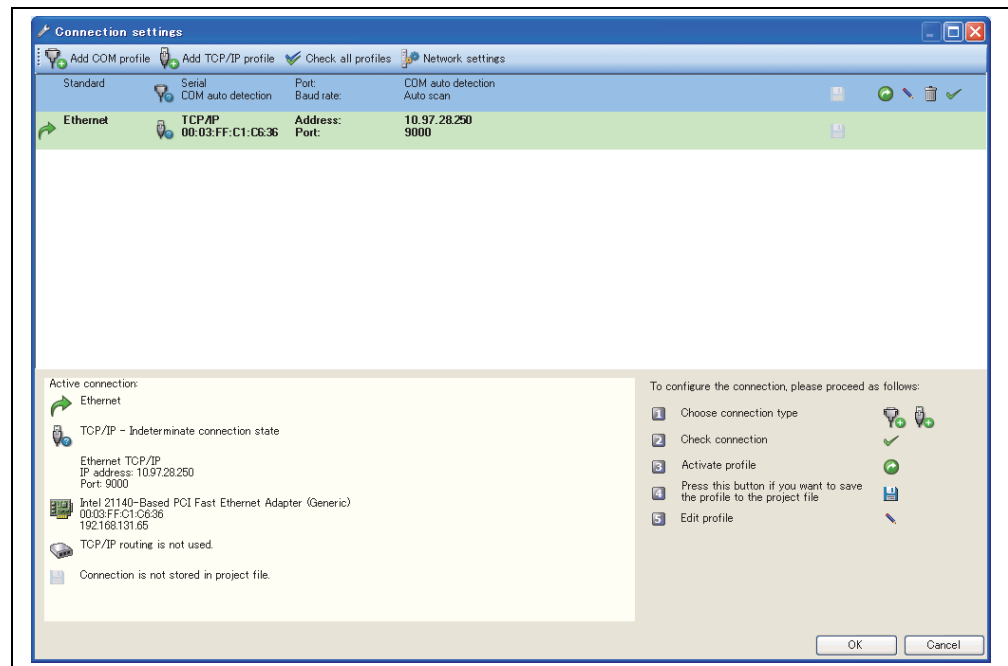 Connection settings
Add COM profile Add TCP/IP profile Check all profiles Network settings
Standard Serial Port: COM auto detection
COM auto detection Baud rate: Auto scan
Ethernet TCP/IP Address: 10.97.28.250
00:03:FF:C1:C6:36 Port: 9000
Active connection:
Ethernet
TCP/IP - Indeterminate connection state
Ethernet TCP/IP
IP address: 10.97.28.250
Port: 9000
Intel 21140-Based PCI Fast Ethernet Adapter (Generic)
00:03:FF:C1:C6:36
192.168.131.65
TCP/IP routing is not used.
Connection is not stored in project file.
To configure the connection, please proceed as follows:
1 Choose connection type
2 Check connection
3 Activate profile
4 Press this button if you want to save
the profile to the project file
5 Edit profile
OK Cancel